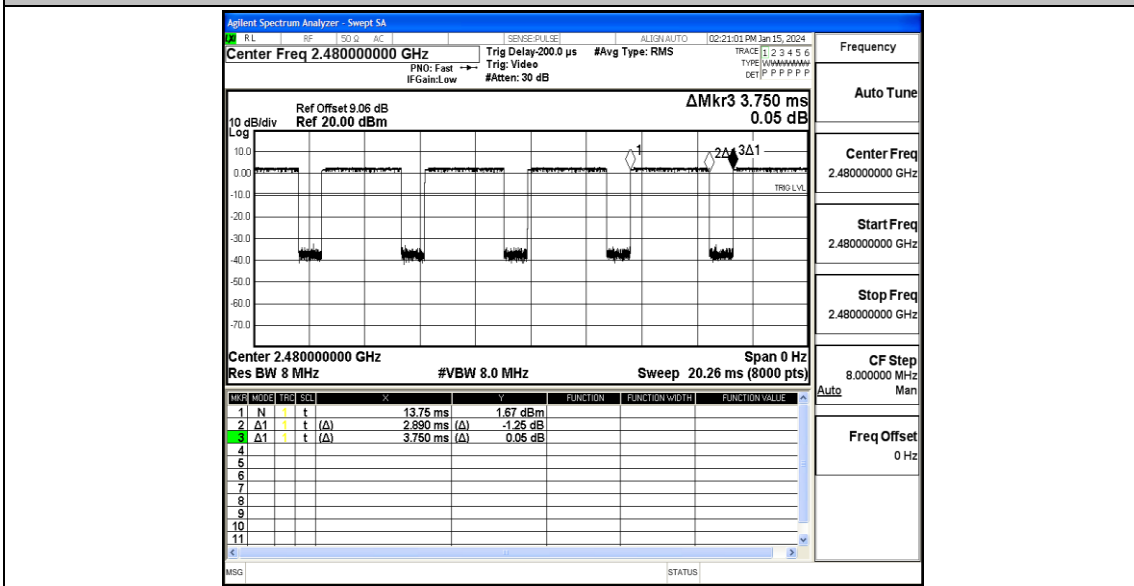 Agilent Spectrum Analyzer - Swept SA
RL RF 50 Ω AC SENSE:PULSE ALIGN AUTO 02:21:01 PM Jan 15, 2024
Center Freq 2.480000000 GHz
PNO: Fast
IFGain:Low
Trig Delay-200.0 µs
Trig: Video
#Atten: 30 dB
#Avg Type: RMS
TRACE 1 2 3 4 5 6
TYPE WWWWWW
DET P P P P P P
Frequency
Auto Tune
Center Freq
2.480000000 GHz
Start Freq
2.480000000 GHz
Stop Freq
2.480000000 GHz
CF Step
8.000000 MHz
Auto Man
Freq Offset
0 Hz
ΔMkr3 3.750 ms
0.05 dB
Ref Offset 9.06 dB
10 dB/div Ref 20.00 dBm
Log
10.0
0.00
-10.0
-20.0
-30.0
-40.0
-50.0
-60.0
-70.0
1
2Δ1
3Δ1
TRIG LVL
Center 2.480000000 GHz Span 0 Hz
Res BW 8 MHz #VBW 8.0 MHz Sweep 20.26 ms (8000 pts)
MKR MODE TRC SCL X Y FUNCTION FUNCTION WIDTH FUNCTION VALUE
1 N 1 t 13.75 ms 1.67 dBm
2 Δ1 1 t (Δ) 2.890 ms (Δ) -1.25 dB
3 Δ1 1 t (Δ) 3.750 ms (Δ) 0.05 dB
4
5
6
7
8
9
10
11
MSG STATUS